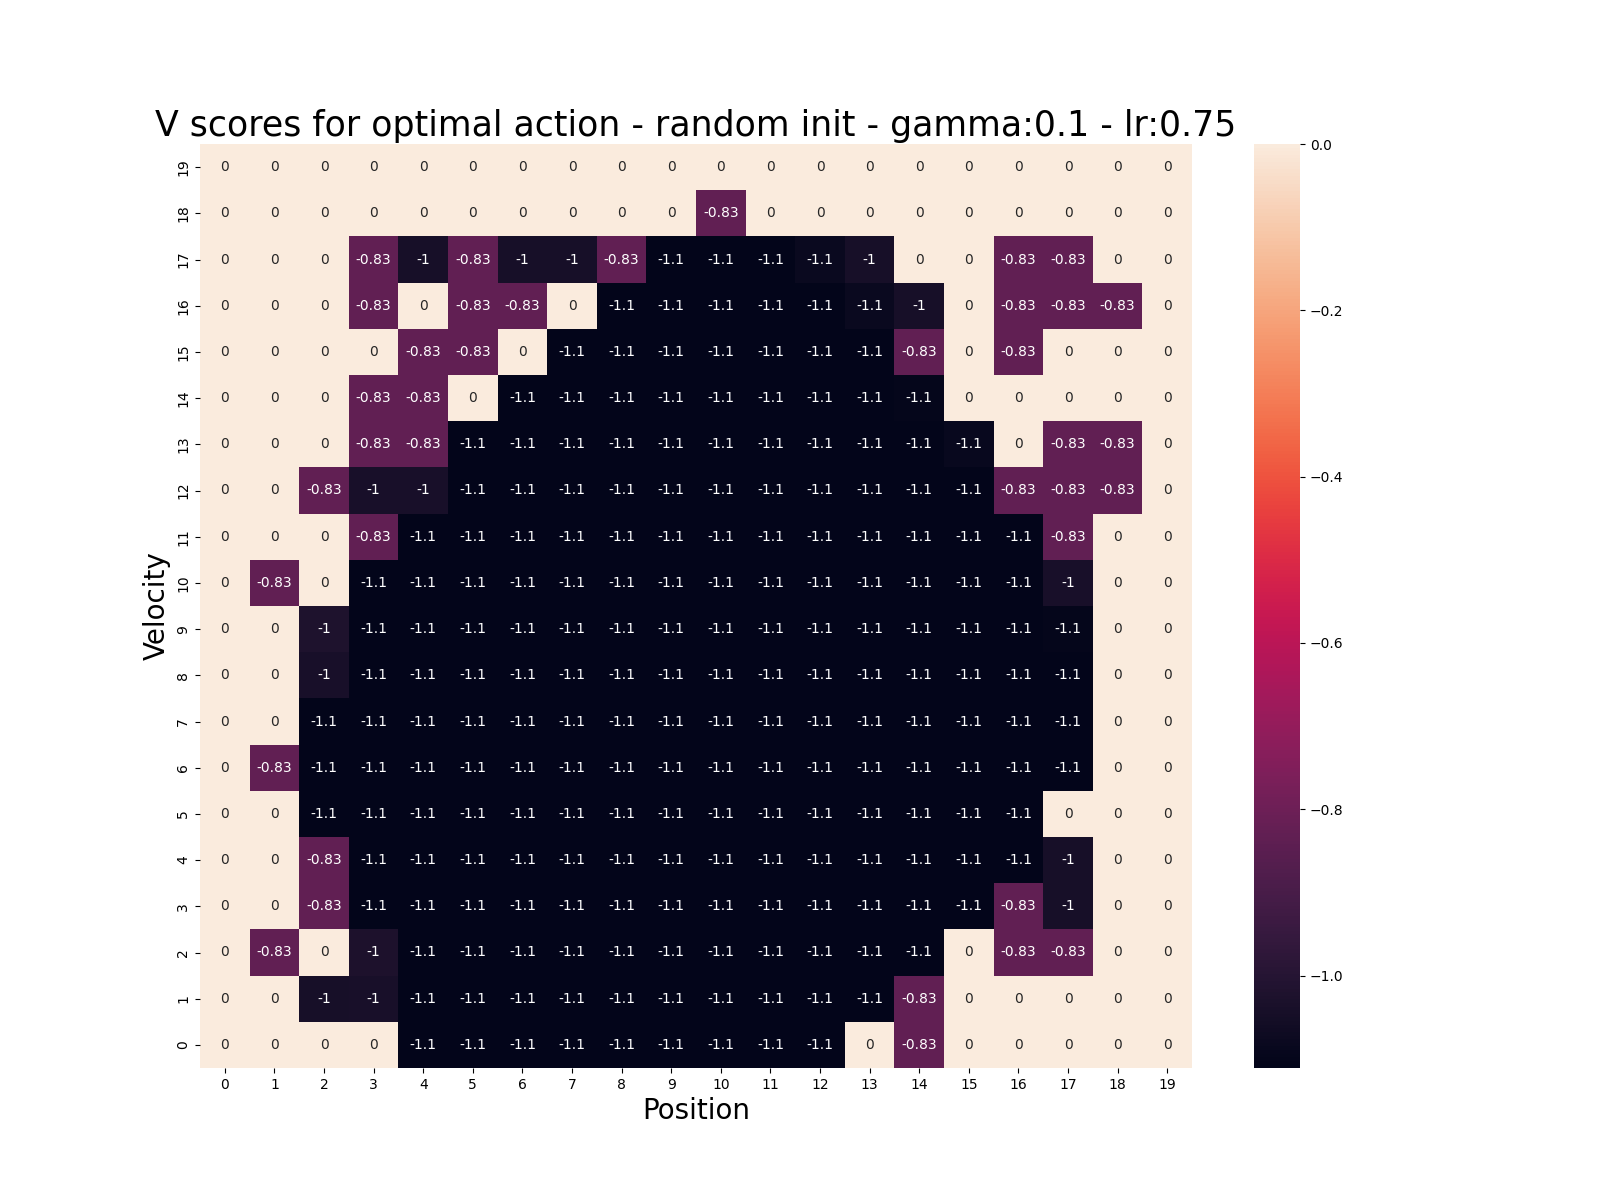 V scores for optimal action - random init - gamma:0.1 - lr:0.75
19 0 0 0 0 0 0 0 0 0 0 0 0 0 0 0 0 0 0 0 0 0.0
18 0 0 0 0 0 0 0 0 0 0 -0.83 0 0 0 0 0 0 0 0 0
17 0 0 0 -0.83 -1 -0.83 -1 -1 -0.83 -1.1 -1.1 -1.1 -1.1 -1 0 0 -0.83 -0.83 0 0
16 0 0 0 -0.83 0 -0.83 -0.83 0 -1.1 -1.1 -1.1 -1.1 -1.1 -1.1 -1 0 -0.83 -0.83 -0.83 0 −0.2
15 0 0 0 0 -0.83 -0.83 0 -1.1 -1.1 -1.1 -1.1 -1.1 -1.1 -1.1 -0.83 0 -0.83 0 0 0
14 0 0 0 -0.83 -0.83 0 -1.1 -1.1 -1.1 -1.1 -1.1 -1.1 -1.1 -1.1 -1.1 0 0 0 0 0
13 0 0 0 -0.83 -0.83 -1.1 -1.1 -1.1 -1.1 -1.1 -1.1 -1.1 -1.1 -1.1 -1.1 -1.1 0 -0.83 -0.83 0
12 0 0 -0.83 -1 -1 -1.1 -1.1 -1.1 -1.1 -1.1 -1.1 -1.1 -1.1 -1.1 -1.1 -1.1 -0.83 -0.83 -0.83 0 −0.4
11 0 0 0 -0.83 -1.1 -1.1 -1.1 -1.1 -1.1 -1.1 -1.1 -1.1 -1.1 -1.1 -1.1 -1.1 -1.1 -0.83 0 0
10 0 -0.83 0 -1.1 -1.1 -1.1 -1.1 -1.1 -1.1 -1.1 -1.1 -1.1 -1.1 -1.1 -1.1 -1.1 -1.1 -1 0 0
Velocity
9 0 0 -1 -1.1 -1.1 -1.1 -1.1 -1.1 -1.1 -1.1 -1.1 -1.1 -1.1 -1.1 -1.1 -1.1 -1.1 -1.1 0 0 −0.6
8 0 0 -1 -1.1 -1.1 -1.1 -1.1 -1.1 -1.1 -1.1 -1.1 -1.1 -1.1 -1.1 -1.1 -1.1 -1.1 -1.1 0 0
7 0 0 -1.1 -1.1 -1.1 -1.1 -1.1 -1.1 -1.1 -1.1 -1.1 -1.1 -1.1 -1.1 -1.1 -1.1 -1.1 -1.1 0 0
6 0 -0.83 -1.1 -1.1 -1.1 -1.1 -1.1 -1.1 -1.1 -1.1 -1.1 -1.1 -1.1 -1.1 -1.1 -1.1 -1.1 -1.1 0 0
5 0 0 -1.1 -1.1 -1.1 -1.1 -1.1 -1.1 -1.1 -1.1 -1.1 -1.1 -1.1 -1.1 -1.1 -1.1 -1.1 0 0 0 −0.8
4 0 0 -0.83 -1.1 -1.1 -1.1 -1.1 -1.1 -1.1 -1.1 -1.1 -1.1 -1.1 -1.1 -1.1 -1.1 -1.1 -1 0 0
3 0 0 -0.83 -1.1 -1.1 -1.1 -1.1 -1.1 -1.1 -1.1 -1.1 -1.1 -1.1 -1.1 -1.1 -1.1 -0.83 -1 0 0
2 0 -0.83 0 -1 -1.1 -1.1 -1.1 -1.1 -1.1 -1.1 -1.1 -1.1 -1.1 -1.1 -1.1 0 -0.83 -0.83 0 0
1 0 0 -1 -1 -1.1 -1.1 -1.1 -1.1 -1.1 -1.1 -1.1 -1.1 -1.1 -1.1 -0.83 0 0 0 0 0 −1.0
0 0 0 0 0 -1.1 -1.1 -1.1 -1.1 -1.1 -1.1 -1.1 -1.1 -1.1 0 -0.83 0 0 0 0 0
0 1 2 3 4 5 6 7 8 9 10 11 12 13 14 15 16 17 18 19
Position